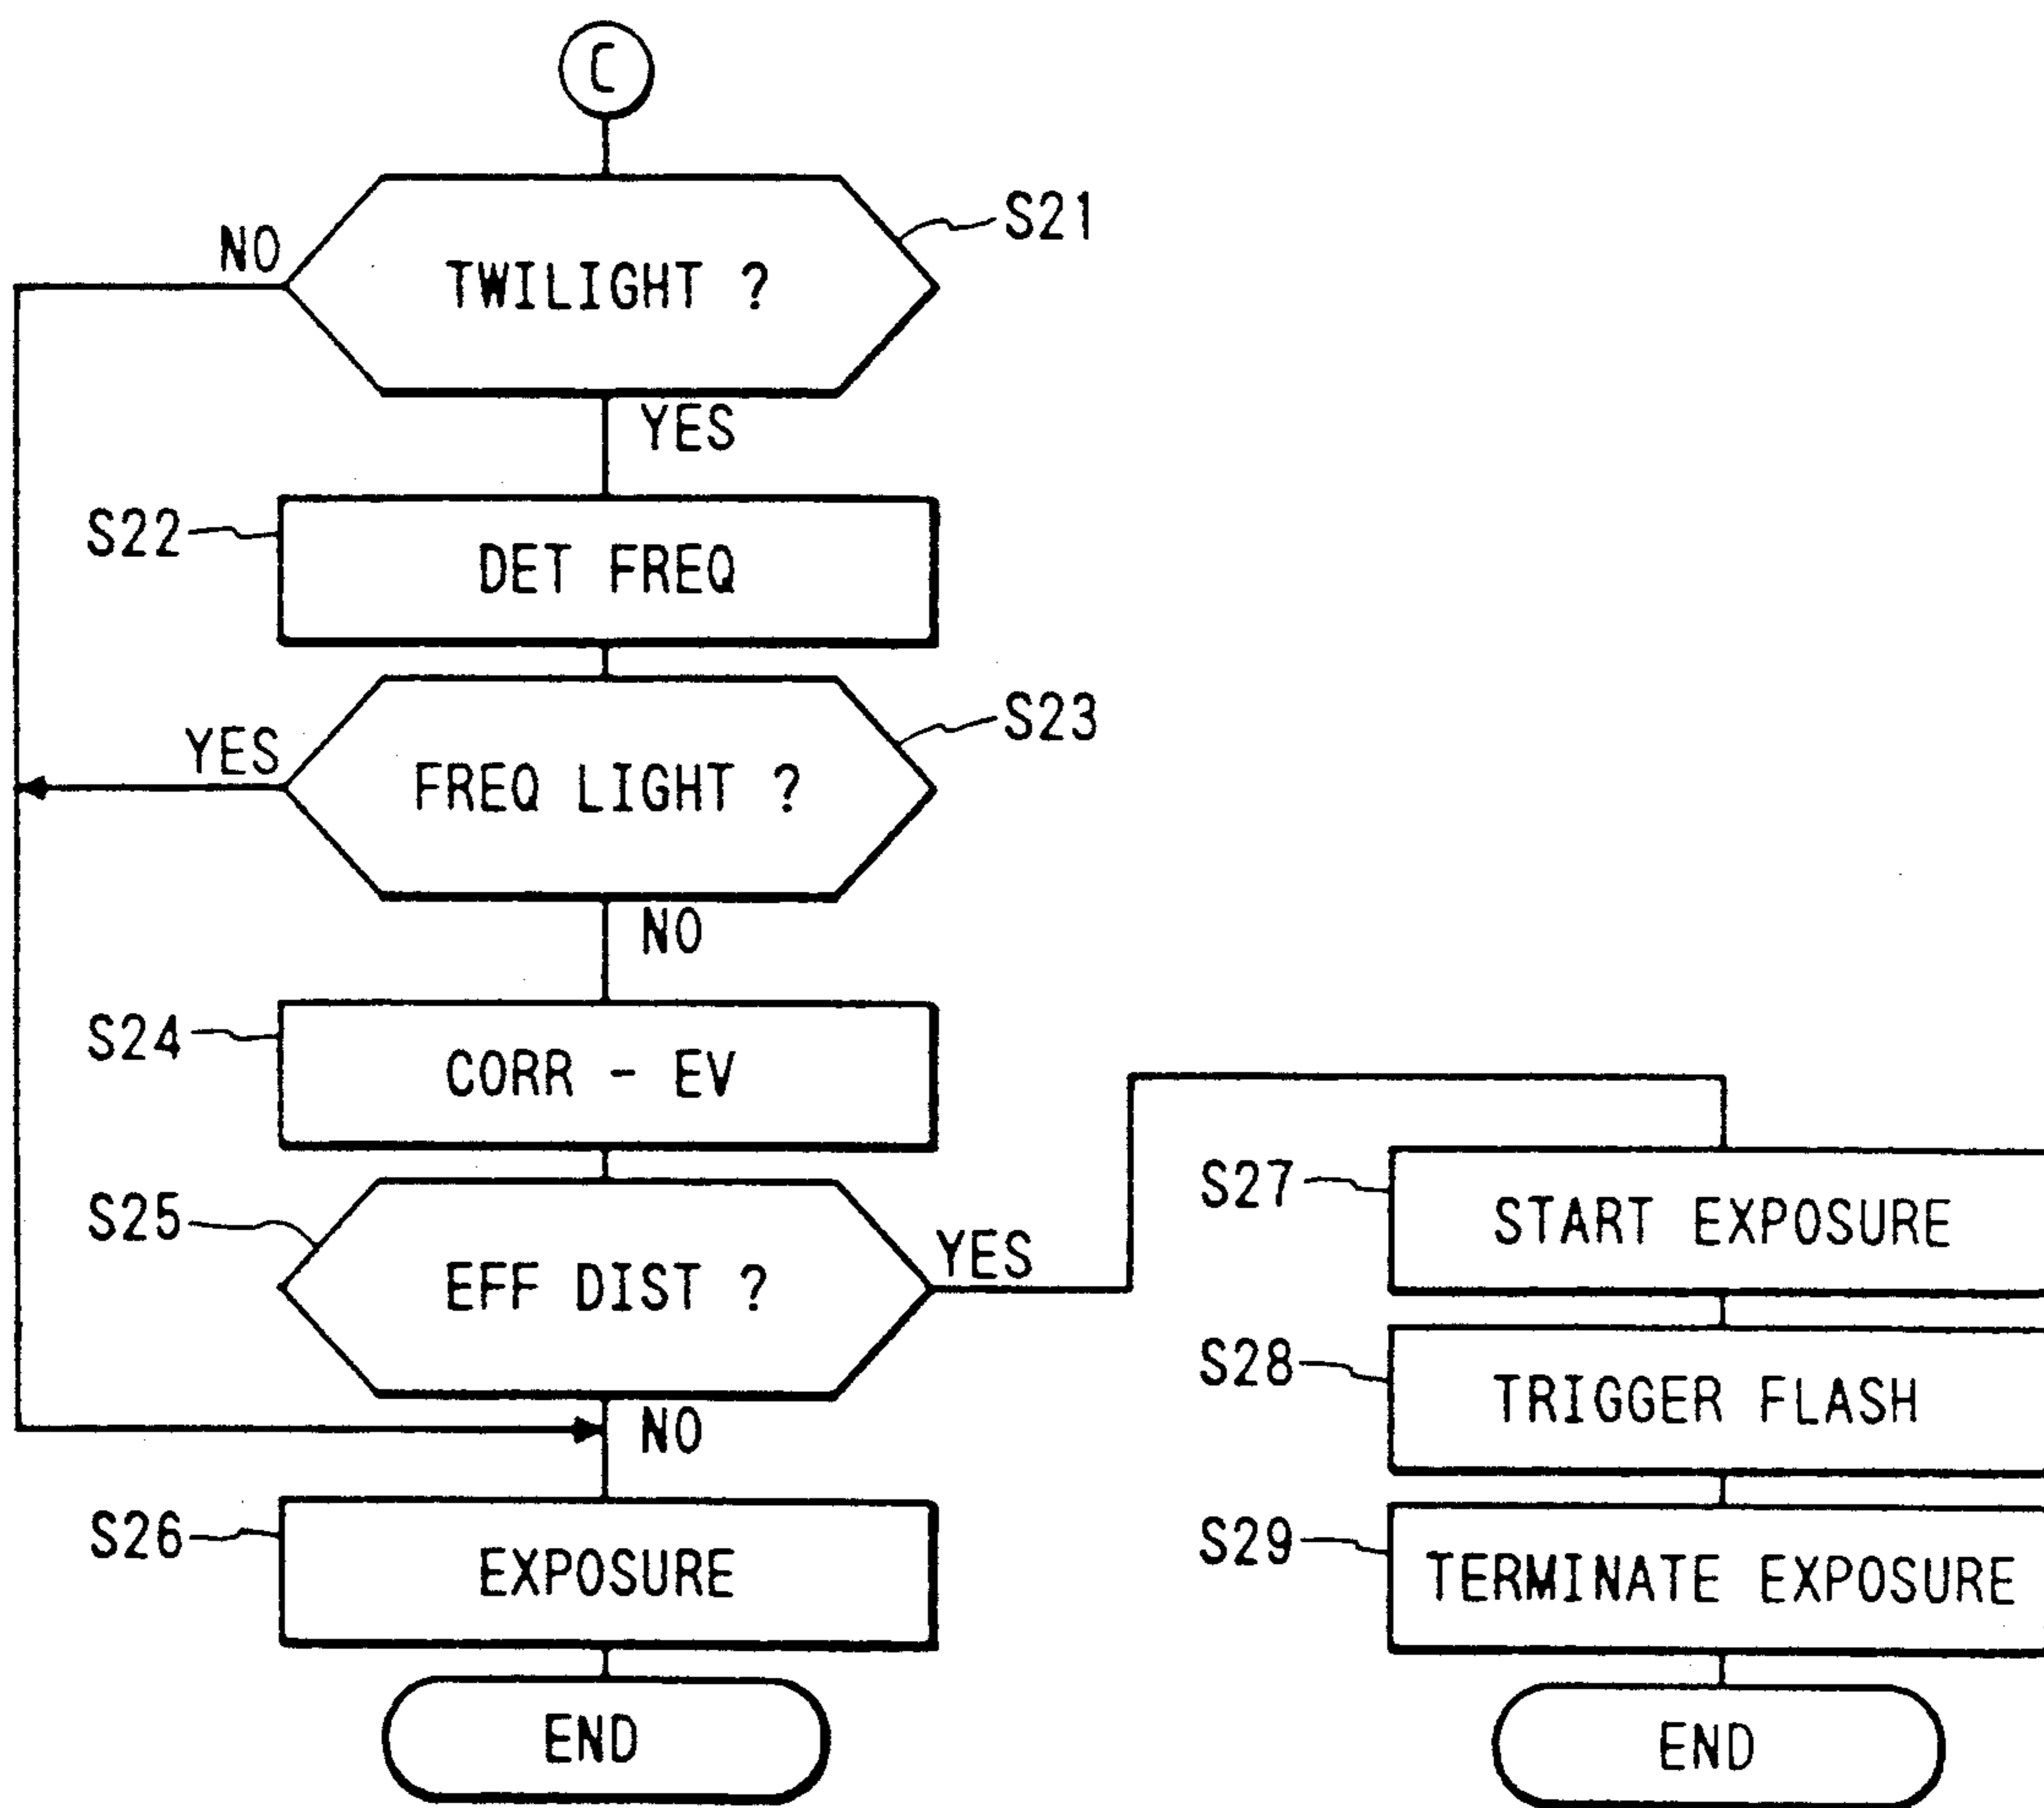 C
S21
NO
TWILIGHT ?
YES
S22
DET FREQ
S23
YES
FREQ LIGHT ?
NO
S24
CORR - EV
S25
EFF DIST ?
YES
NO
S26
EXPOSURE
END
S27
START EXPOSURE
S28
TRIGGER FLASH
S29
TERMINATE EXPOSURE
END